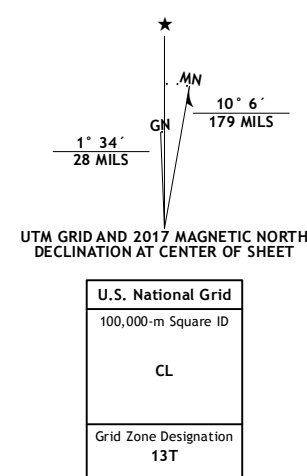 ★
MN
GN
10° 6´
179 MILS
1° 34´
28 MILS
UTM GRID AND 2017 MAGNETIC NORTH
DECLINATION AT CENTER OF SHEET
U.S. National Grid
100,000-m Square ID
CL
Grid Zone Designation
13T